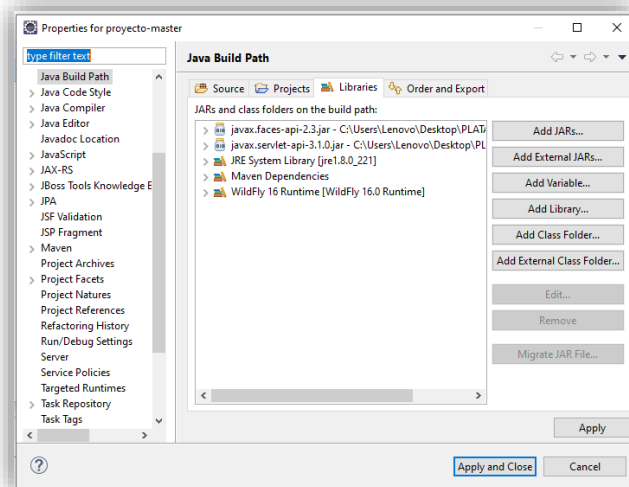 Properties for proyecto-master
type filter text
Java Build Path
Java Code Style
Java Compiler
Java Editor
Javadoc Location
JavaScript
JAX-RS
JBoss Tools Knowledge E
JPA
JSF Validation
JSP Fragment
Maven
Project Archives
Project Facets
Project Natures
Project References
Refactoring History
Run/Debug Settings
Server
Service Policies
Targeted Runtimes
Task Repository
Task Tags
Java Build Path
Source Projects Libraries Order and Export
JARs and class folders on the build path:
javax.faces-api-2.3.jar - C:\Users\Lenovo\Desktop\PLATA
javax.servlet-api-3.1.0.jar - C:\Users\Lenovo\Desktop\PL
JRE System Library [jre1.8.0_221]
Maven Dependencies
WildFly 16 Runtime [WildFly 16.0 Runtime]
Add JARs...
Add External JARs...
Add Variable...
Add Library...
Add Class Folder...
Add External Class Folder...
Edit...
Remove
Migrate JAR File...
Apply
Apply and Close
Cancel